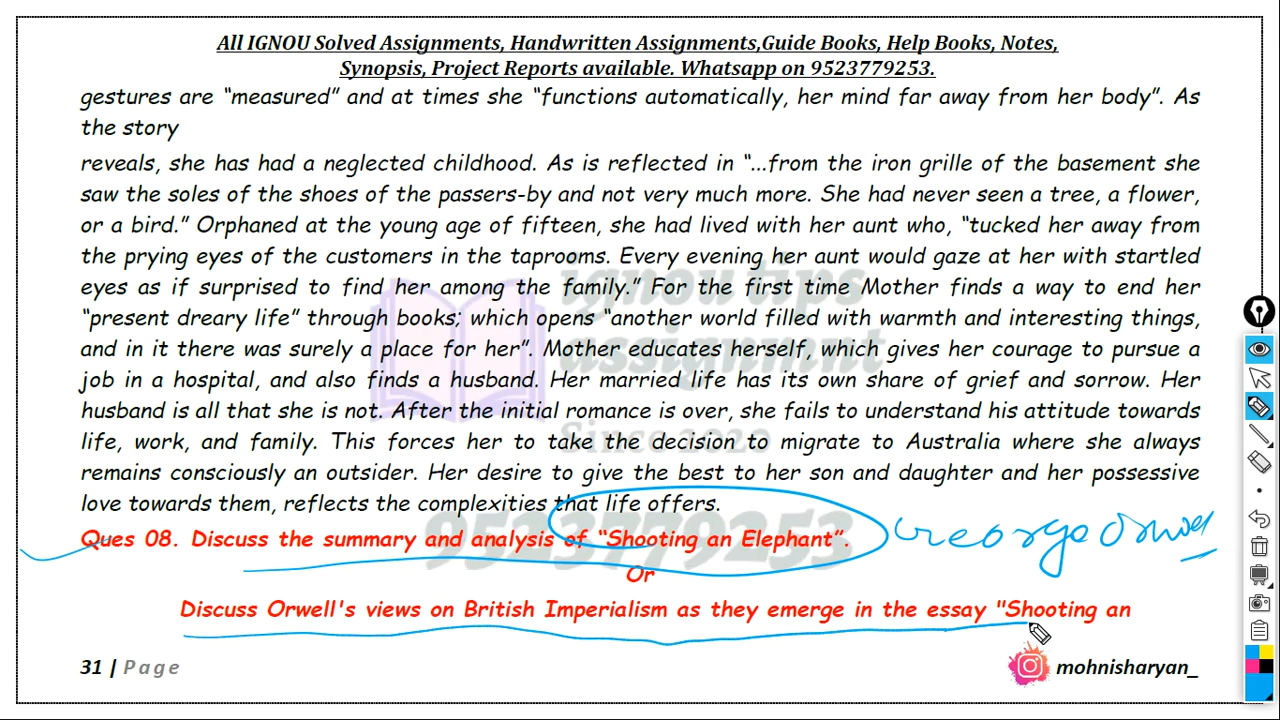 All IGNOU Solved Assignments, Handwritten Assignments,Guide Books, Help Books, Notes,
Synopsis, Project Reports available. Whatsapp on 9523779253.
gestures are “measured” and at times she “functions automatically, her mind far away from her body”. As
the story
reveals, she has had a neglected childhood. As is reflected in “...from the iron grille of the basement she
saw the soles of the shoes of the passers-by and not very much more. She had never seen a tree, a flower,
or a bird.” Orphaned at the young age of fifteen, she had lived with her aunt who, “tucked her away from
the prying eyes of the customers in the taprooms. Every evening her aunt would gaze at her with startled
eyes as if surprised to find her among the family.” For the first time Mother finds a way to end her
“present dreary life” through books; which opens “another world filled with warmth and interesting things,
and in it there was surely a place for her”. Mother educates herself, which gives her courage to pursue a
job in a hospital, and also finds a husband. Her married life has its own share of grief and sorrow. Her
husband is all that she is not. After the initial romance is over, she fails to understand his attitude towards
life, work, and family. This forces her to take the decision to migrate to Australia where she always
remains consciously an outsider. Her desire to give the best to her son and daughter and her possessive
love towards them, reflects the complexities that life offers.
Ques 08. Discuss the summary and analysis of “Shooting an Elephant”.
George Orwell
Or
Discuss Orwell's views on British Imperialism as they emerge in the essay "Shooting an
31 | Page
mohnisharyan_
ignou tips
assignment
Since 2020
9523779253